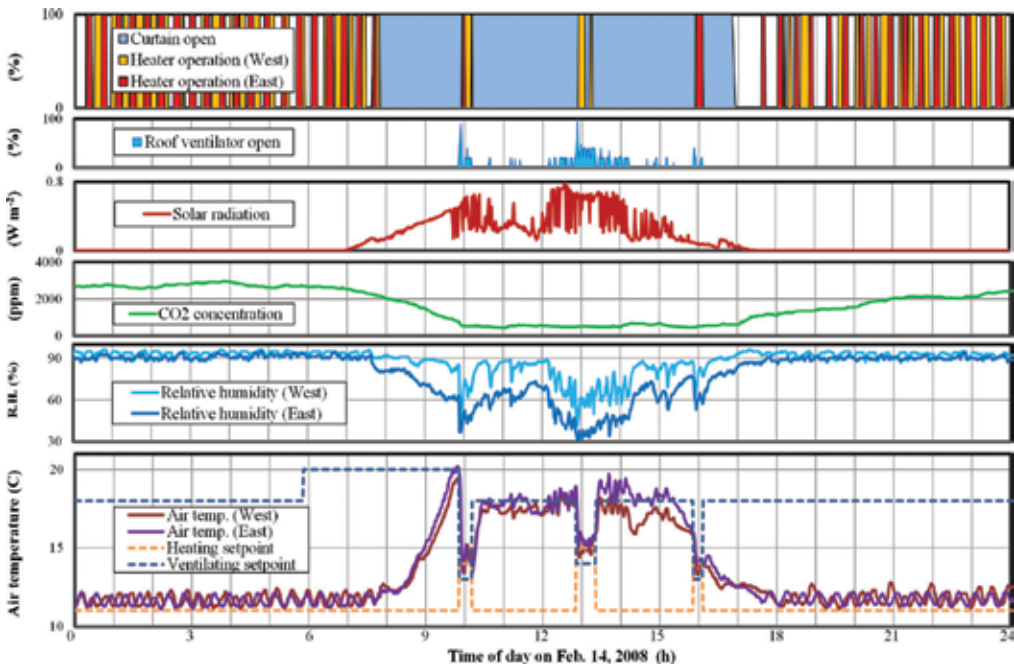 100
(%)
0
Curtain open
Heater operation (West)
Heater operation (East)
100
(%)
0
Roof ventilator open
0.8
(W m-2)
0
Solar radiation
4000
(ppm)
2000
0
CO2 concentration
R.H. (%)
90
60
30
Relative humidity (West)
Relative humidity (East)
Air temperature (C)
20
15
10
Air temp. (West)
Air temp. (East)
Heating setpoint
Ventilating setpoint
0 3 6 9 12 15 18 21 24
Time of day on Feb. 14, 2008 (h)